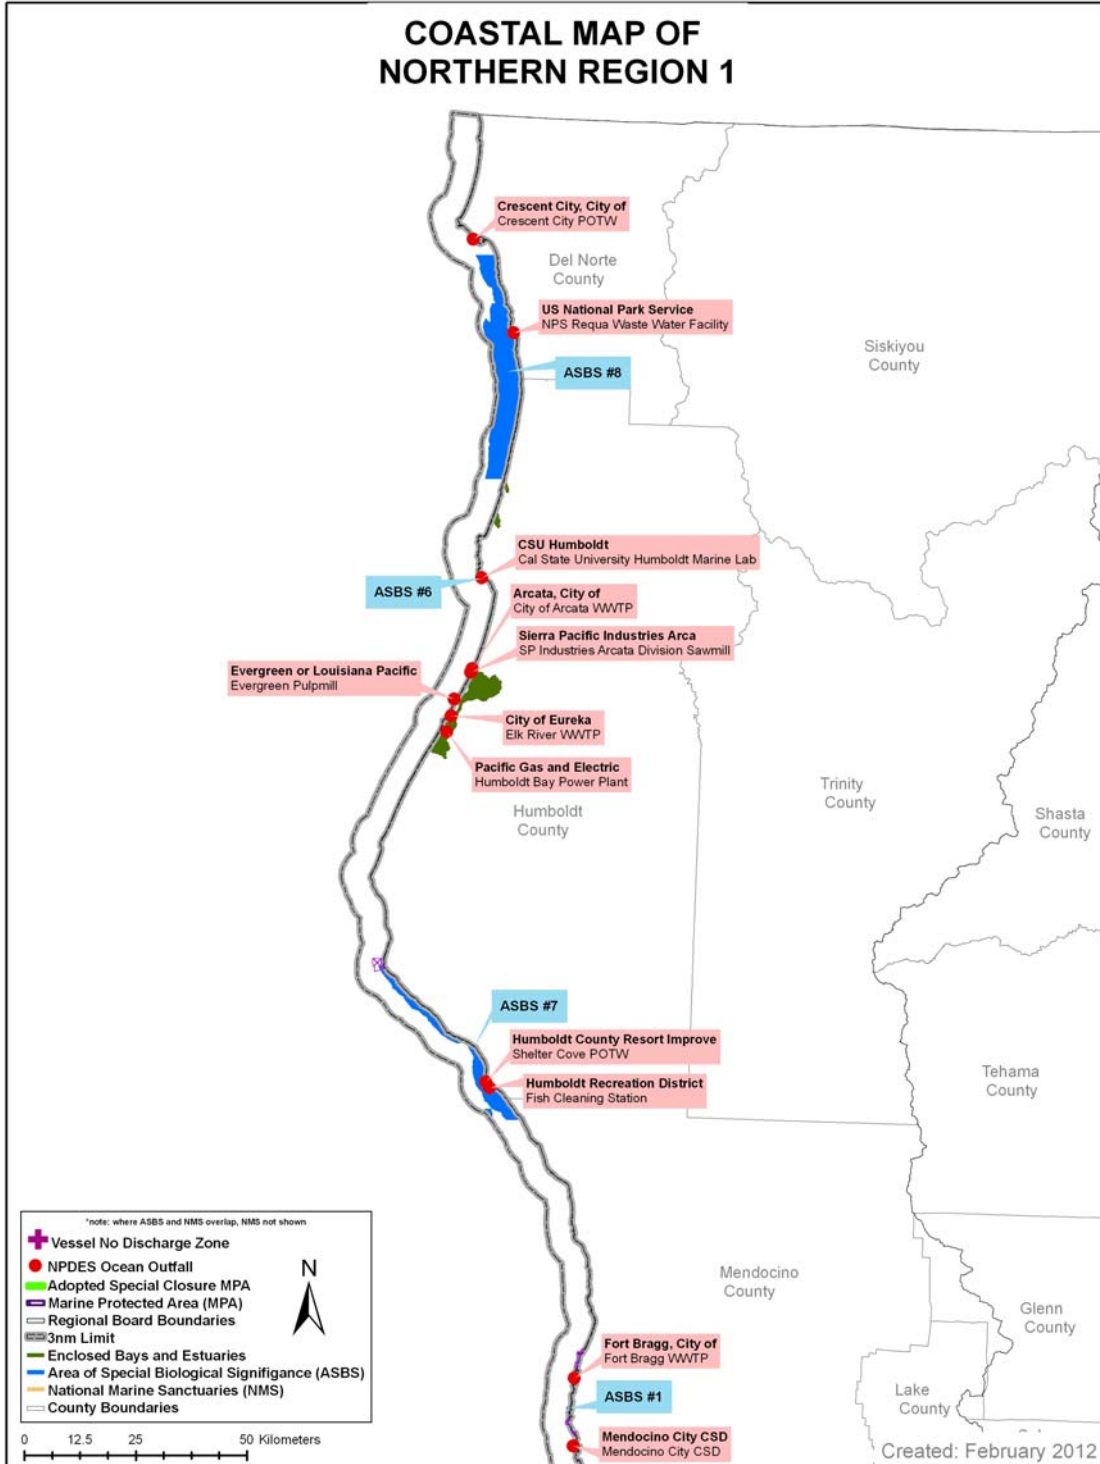 COASTAL MAP OF
NORTHERN REGION 1
Crescent City, City of
Crescent City POTW
Del Norte
County
US National Park Service
NPS Requa Waste Water Facility
Siskiyou
County
ASBS #8
CSU Humboldt
Cal State University Humboldt Marine Lab
ASBS #6
Arcata, City of
City of Arcata WWTP
Sierra Pacific Industries Arca
SP Industries Arcata Division Sawmill
Evergreen or Louisiana Pacific
Evergreen Pulpmill
City of Eureka
Elk River WWTP
Pacific Gas and Electric
Humboldt Bay Power Plant
Trinity
County
Humboldt
County
Shasta
County
ASBS #7
Humboldt County Resort Improve
Shelter Cove POTW
Humboldt Recreation District
Fish Cleaning Station
Tehama
County
Mendocino
County
Glenn
County
Fort Bragg, City of
Fort Bragg WWTP
ASBS #1
Lake
County
Mendocino City CSD
Mendocino City CSD
*note: where ASBS and NMS overlap, NMS not shown
Vessel No Discharge Zone
NPDES Ocean Outfall
Adopted Special Closure MPA
Marine Protected Area (MPA)
Regional Board Boundaries
3nm Limit
Enclosed Bays and Estuaries
Area of Special Biological Signifigance (ASBS)
National Marine Sanctuaries (NMS)
County Boundaries
N
0 12.5 25 50 Kilometers
Created: February 2012